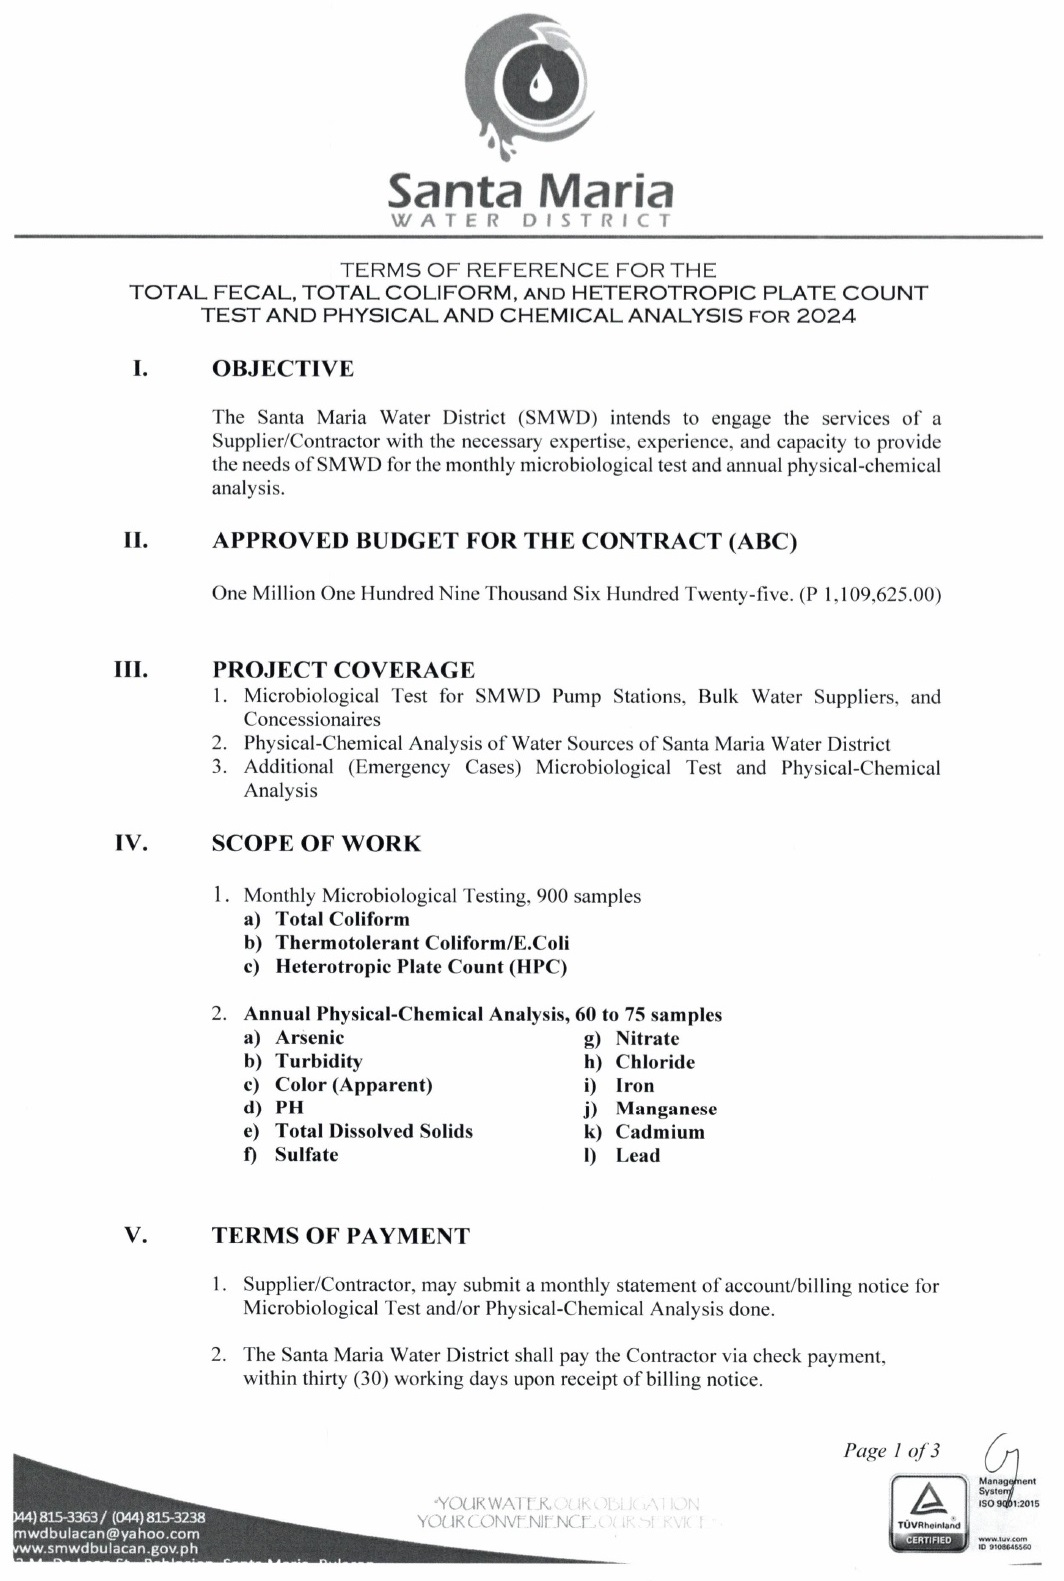 Santa Maria
WATER DISTRICT
TERMS OF REFERENCE FOR THE
TOTAL FECAL, TOTAL COLIFORM, AND HETEROTROPIC PLATE COUNT
TEST AND PHYSICAL AND CHEMICAL ANALYSIS FOR 2024
I. OBJECTIVE
The Santa Maria Water District (SMWD) intends to engage the services of a
Supplier/Contractor with the necessary expertise, experience, and capacity to provide
the needs of SMWD for the monthly microbiological test and annual physical-chemical
analysis.
II. APPROVED BUDGET FOR THE CONTRACT (ABC)
One Million One Hundred Nine Thousand Six Hundred Twenty-five. (P 1,109,625.00)
III. PROJECT COVERAGE
1. Microbiological Test for SMWD Pump Stations, Bulk Water Suppliers, and
Concessionaires
2. Physical-Chemical Analysis of Water Sources of Santa Maria Water District
3. Additional (Emergency Cases) Microbiological Test and Physical-Chemical
Analysis
IV. SCOPE OF WORK
1. Monthly Microbiological Testing, 900 samples
a) Total Coliform
b) Thermotolerant Coliform/E.Coli
c) Heterotropic Plate Count (HPC)
2. Annual Physical-Chemical Analysis, 60 to 75 samples
a) Arsenic
b) Turbidity
c) Color (Apparent)
d) PH
e) Total Dissolved Solids
f) Sulfate
g) Nitrate
h) Chloride
i) Iron
j) Manganese
k) Cadmium
l) Lead
V. TERMS OF PAYMENT
1. Supplier/Contractor, may submit a monthly statement of account/billing notice for
Microbiological Test and/or Physical-Chemical Analysis done.
2. The Santa Maria Water District shall pay the Contractor via check payment,
within thirty (30) working days upon receipt of billing notice.
Page 1 of 3
44) 815-3363 / (044) 815-3238
mwdbulacan@yahoo.com
www.smwdbulacan.gov.ph
"YOUR WATER, OUR OBLIGATION
YOUR CONVENIENCE, OUR SERVICE"
TÜVRheinland
CERTIFIED
Management
System
ISO 9001:2015
www.tuv.com
ID 9108645560